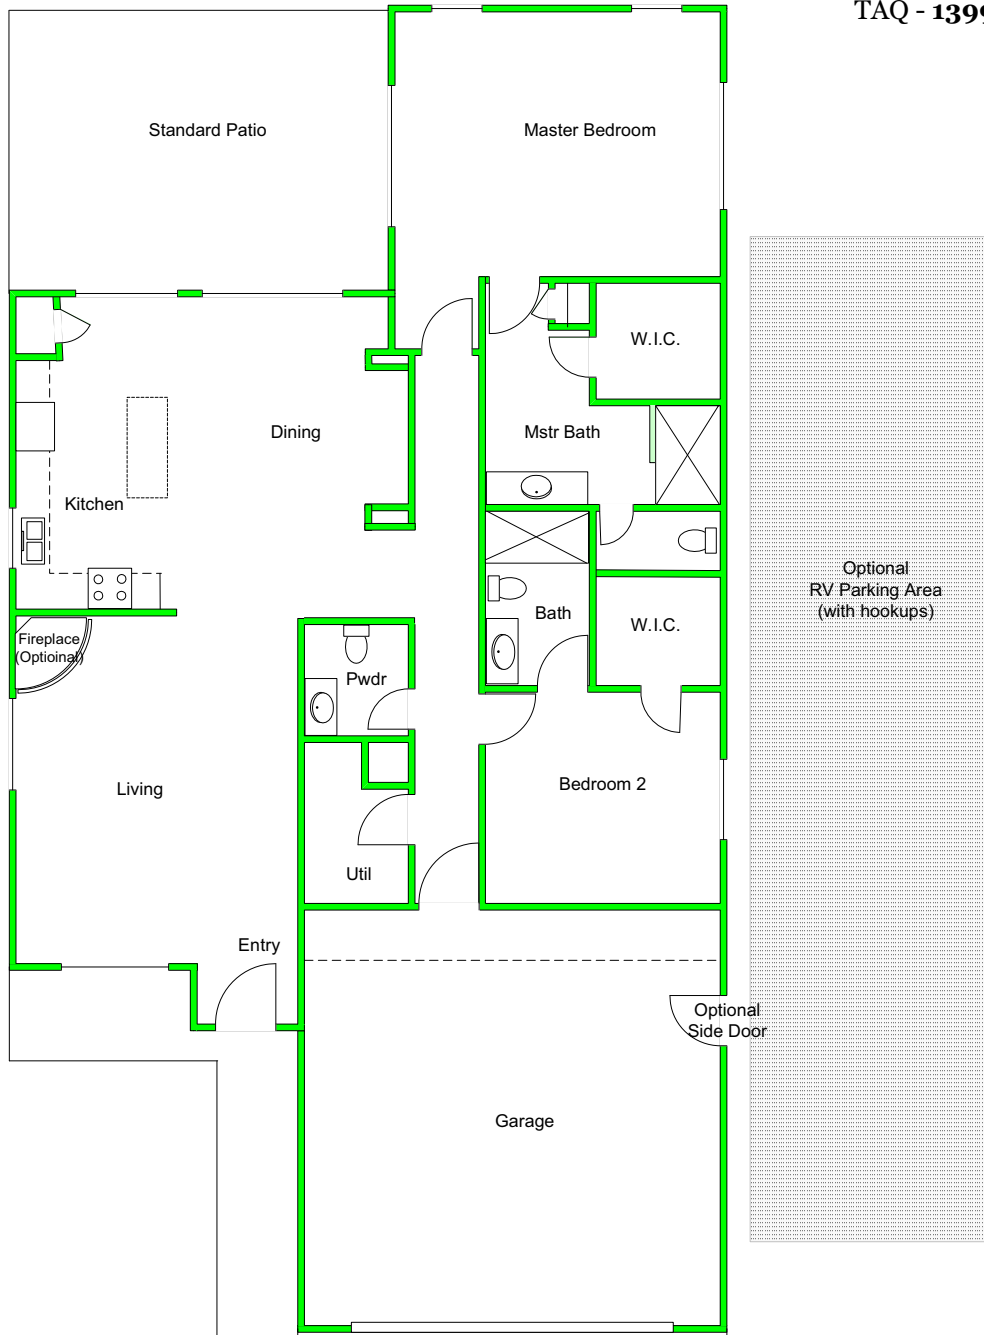 TAQ - 1399
Standard Patio
Master Bedroom
W.I.C.
Dining
Mstr Bath
Kitchen
Optional
RV Parking Area
(with hookups)
Bath
W.I.C.
Fireplace
(Optioinal)
Pwdr
Living
Bedroom 2
Util
Entry
Optional
Side Door
Garage